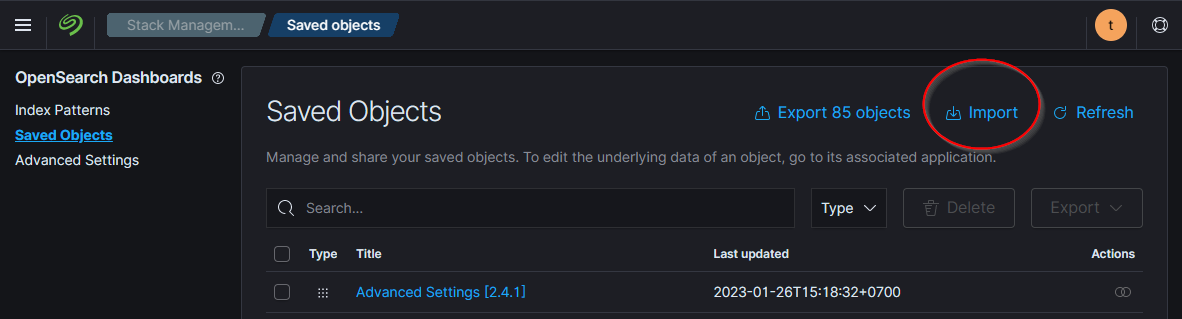 Stack Managem... Saved objects t
OpenSearch Dashboards
Index Patterns
Saved Objects
Advanced Settings
Saved Objects Export 85 objects Import Refresh
Manage and share your saved objects. To edit the underlying data of an object, go to its associated application.
Search... Type Delete Export
Type Title Last updated Actions
Advanced Settings [2.4.1] 2023-01-26T15:18:32+0700